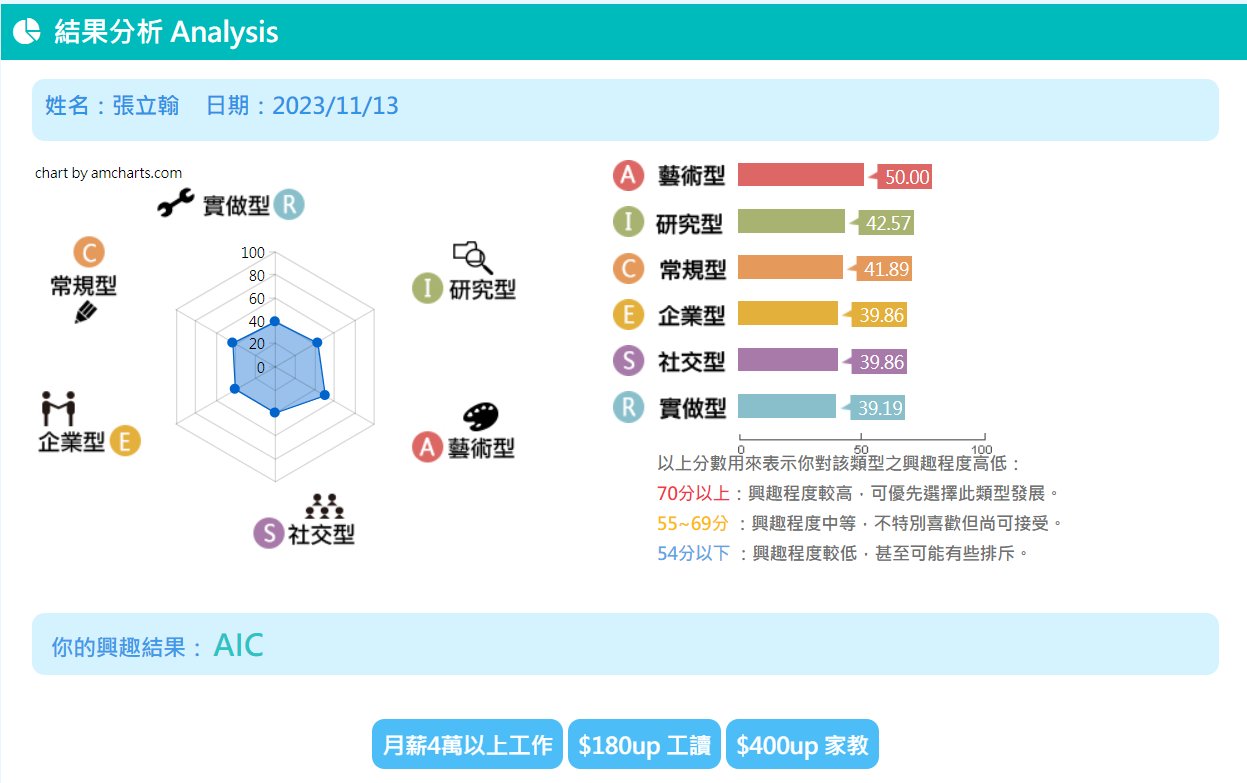 結果分析 Analysis
姓名：張立翰 日期：2023/11/13
chart by amcharts.com
實做型 R
C
常規型
I 研究型
100
80
60
40
20
0
企業型 E
A 藝術型
S 社交型
A 藝術型 50.00
I 研究型 42.57
C 常規型 41.89
E 企業型 39.86
S 社交型 39.86
R 實做型 39.19
0 50 100
以上分數用來表示你對該類型之興趣程度高低：
70分以上：興趣程度較高，可優先選擇此類型發展。
55~69分 ：興趣程度中等，不特別喜歡但尚可接受。
54分以下 ：興趣程度較低，甚至可能有些排斥。
你的興趣結果： AIC
月薪4萬以上工作 $180up 工讀 $400up 家教